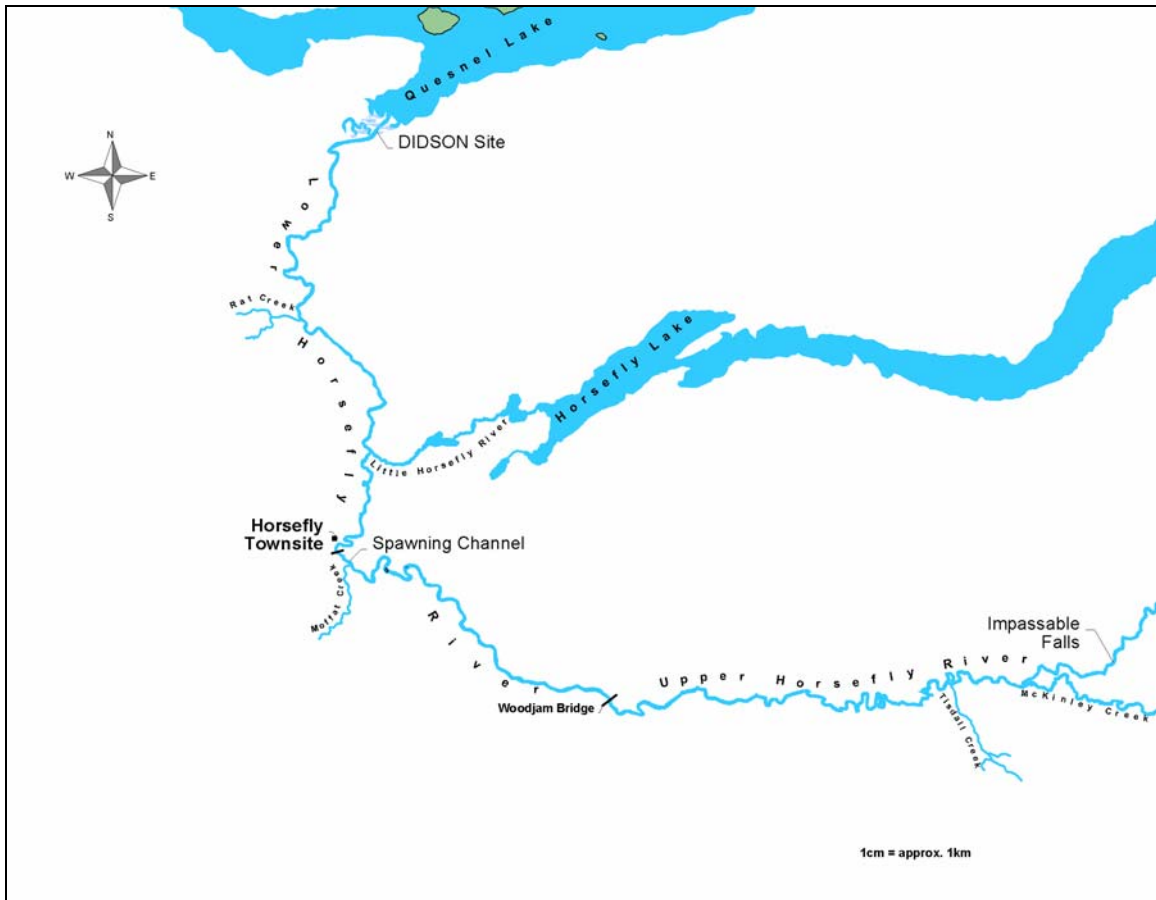 Quesnel Lake
DIDSON Site
N
W
E
S
Lower Horsefly River
Rat Creek
Horsefly Lake
Little Horsefly River
Horsefly
Townsite
Spawning Channel
Moffat Creek
Impassable
Falls
Upper Horsefly River
Woodjam Bridge
McKinley Creek
Tisdall Creek
1cm = approx. 1km